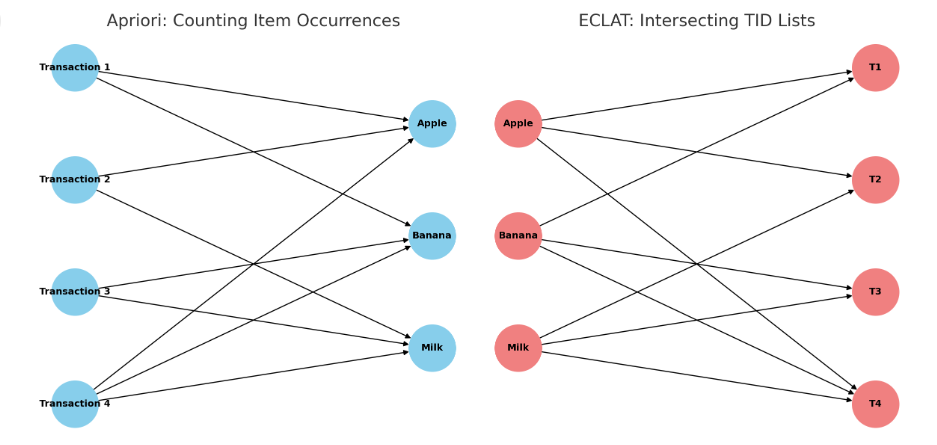 Apriori: Counting Item Occurrences
Transaction 1
Transaction 2
Transaction 3
Transaction 4
Apple
Banana
Milk
ECLAT: Intersecting TID Lists
Apple
Banana
Milk
T1
T2
T3
T4